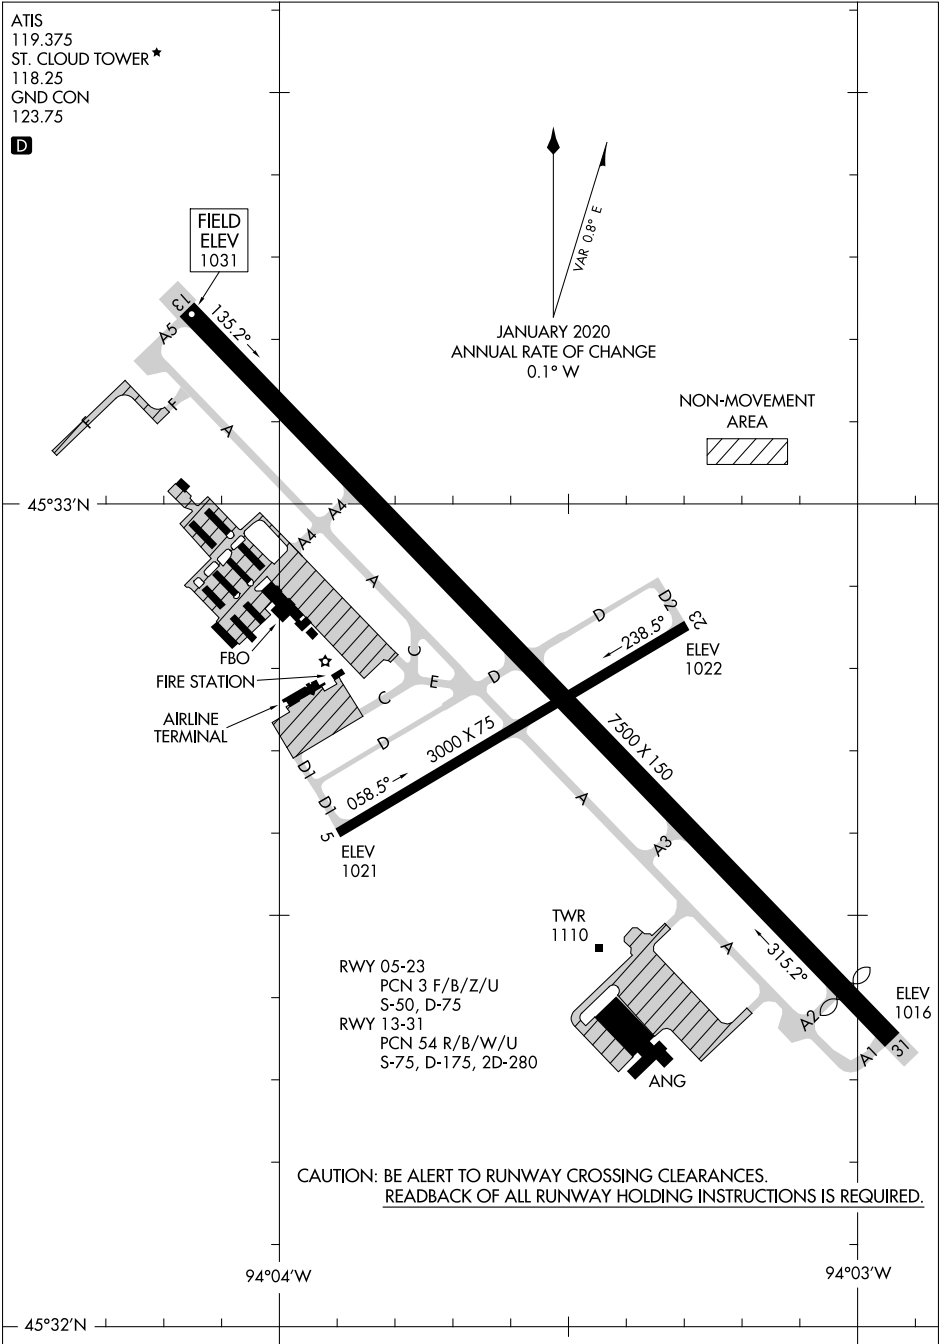 ATIS
119.375
ST. CLOUD TOWER★
118.25
GND CON
123.75
D
FIELD
ELEV
1031
VAR 0.8° E
JANUARY 2020
ANNUAL RATE OF CHANGE
0.1° W
NON-MOVEMENT
AREA
13
135.2°
A5
F
F
A
45°33'N
A4
A4
A
D
D2
23
238.5°
ELEV
1022
FBO
FIRE STATION
AIRLINE
TERMINAL
C
C
E
D
D
3000 X 75
7500 X 150
D1
D1
058.5°
5
ELEV
1021
A
A3
TWR
1110
A
315.2°
A2
ELEV
1016
A1
31
RWY 05-23
PCN 3 F/B/Z/U
S-50, D-75
RWY 13-31
PCN 54 R/B/W/U
S-75, D-175, 2D-280
ANG
CAUTION: BE ALERT TO RUNWAY CROSSING CLEARANCES.
READBACK OF ALL RUNWAY HOLDING INSTRUCTIONS IS REQUIRED.
94°04'W
94°03'W
45°32'N